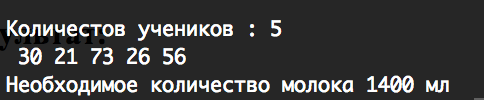 Количестов учеников : 5
30 21 73 26 56
Необходимое количество молока 1400 мл